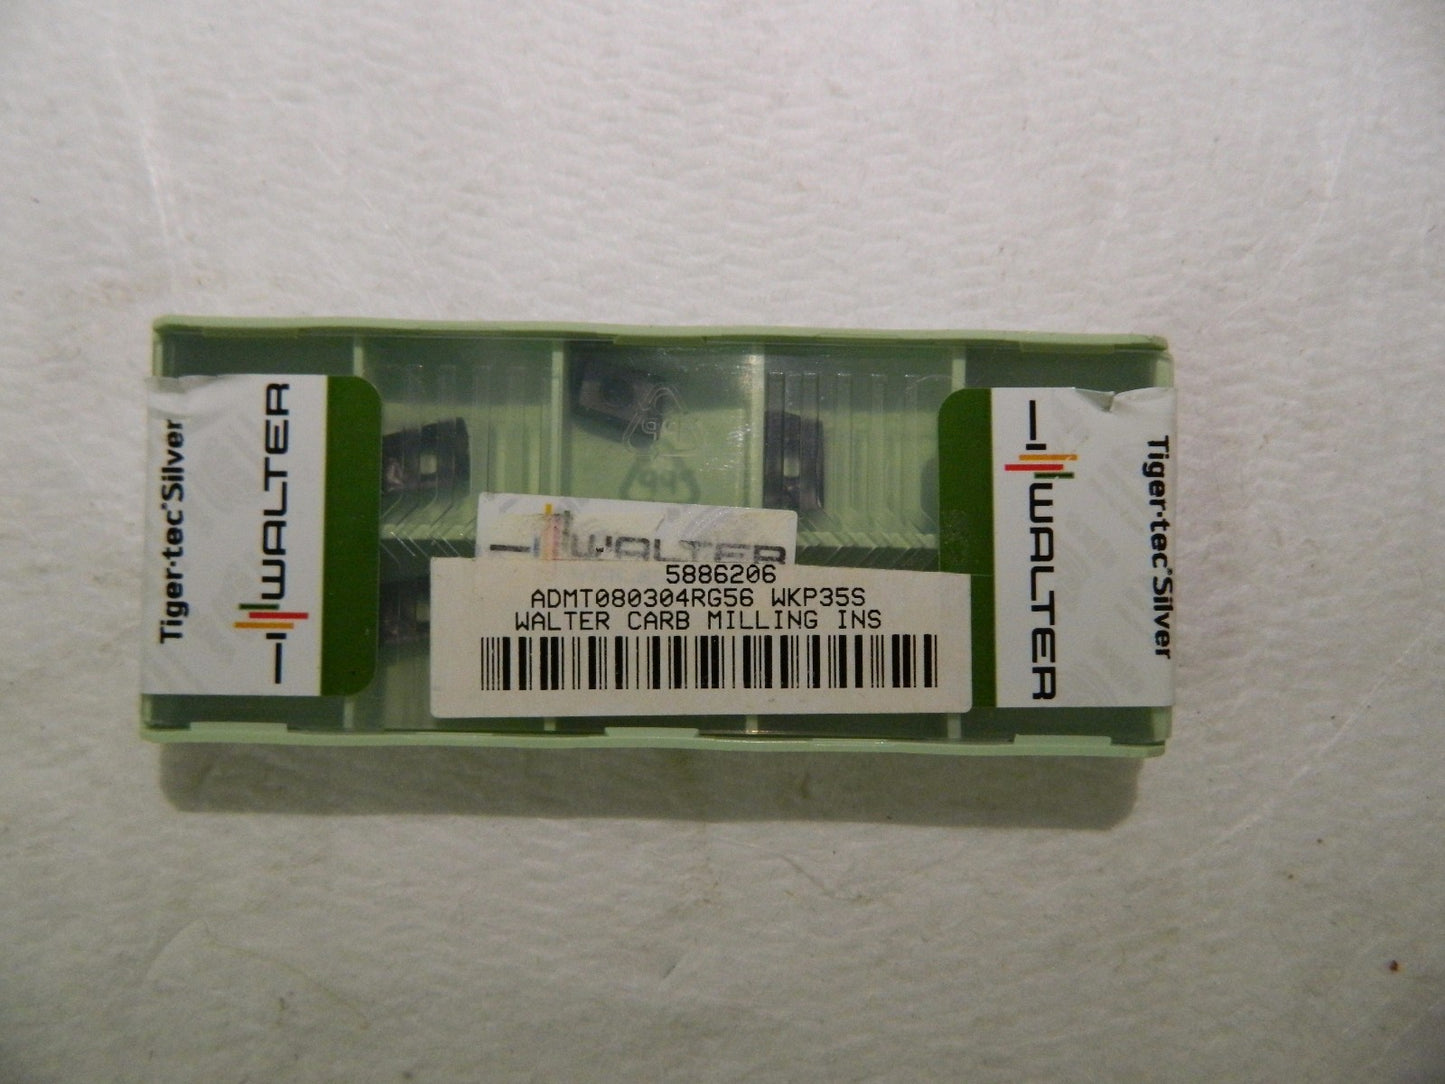 Tiger·tec®Silver
WALTER
WALTER
5886206
ADMT080304RG56 WKP35S
WALTER CARB MILLING INS
WALTER
Tiger·tec®Silver